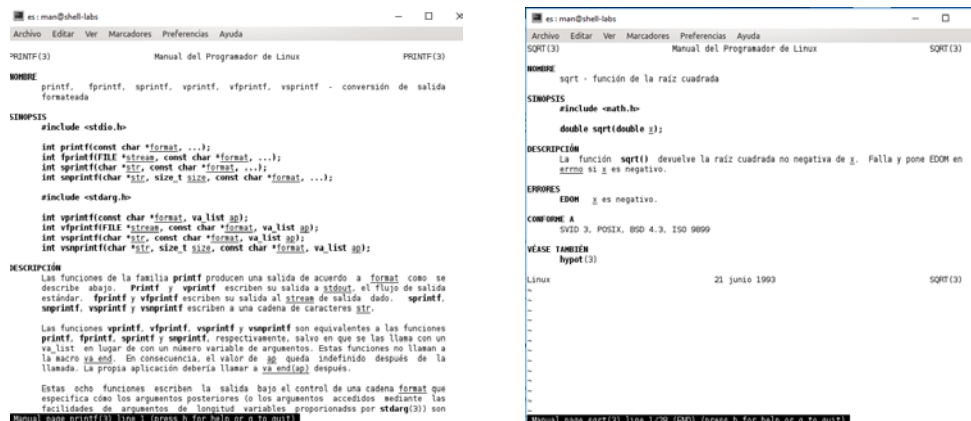 es : man@shell-labs
Archivo Editar Ver Marcadores Preferencias Ayuda
PRINTF(3) Manual del Programador de Linux PRINTF(3)
NOMBRE
printf, fprintf, sprintf, vprintf, vfprintf, vsprintf - conversión de salida
formateada
SINOPSIS
#include <stdio.h>
int printf(const char *format, ...);
int fprintf(FILE *stream, const char *format, ...);
int sprintf(char *str, const char *format, ...);
int snprintf(char *str, size_t size, const char *format, ...);
#include <stdarg.h>
int vprintf(const char *format, va_list ap);
int vfprintf(FILE *stream, const char *format, va_list ap);
int vsprintf(char *str, const char *format, va_list ap);
int vsnprintf(char *str, size_t size, const char *format, va_list ap);
DESCRIPCIÓN
Las funciones de la familia printf producen una salida de acuerdo a format como se
describe abajo. Printf y vprintf escriben su salida a stdout, el flujo de salida
estándar. fprintf y vfprintf escriben su salida al stream de salida dado. sprintf,
snprintf, vsprintf y vsnprintf escriben a una cadena de caracteres str.
Las funciones vprintf, vfprintf, vsprintf y vsnprintf son equivalentes a las funciones
printf, fprintf, sprintf y snprintf, respectivamente, salvo en que se las llama con un
va_list en lugar de con un número variable de argumentos. Estas funciones no llaman a
la macro va_end. En consecuencia, el valor de ap queda indefinido después de la
llamada. La propia aplicación debería llamar a va_end(ap) después.
Estas ocho funciones escriben la salida bajo el control de una cadena format que
especifica cómo los argumentos posteriores (o los argumentos accedidos mediante las
facilidades de argumentos de longitud variables proporionadss por stdarg(3)) son
Manual page printf(3) line 1 (press h for help or q to quit)
es : man@shell-labs
Archivo Editar Ver Marcadores Preferencias Ayuda
SQRT(3) Manual del Programador de Linux SQRT(3)
NOMBRE
sqrt - función de la raíz cuadrada
SINOPSIS
#include <math.h>
double sqrt(double x);
DESCRIPCIÓN
La función sqrt() devuelve la raíz cuadrada no negativa de x. Falla y pone EDOM en
errno si x es negativo.
ERRORES
EDOM x es negativo.
CONFORME A
SVID 3, POSIX, BSD 4.3, ISO 9899
VÉASE TAMBIÉN
hypot(3)
Linux 21 junio 1993 SQRT(3)
~
~
~
~
~
~
~
~
~
~
~
~
~
Manual page sqrt(3) line 1/28 (END) (press h for help or q to quit)